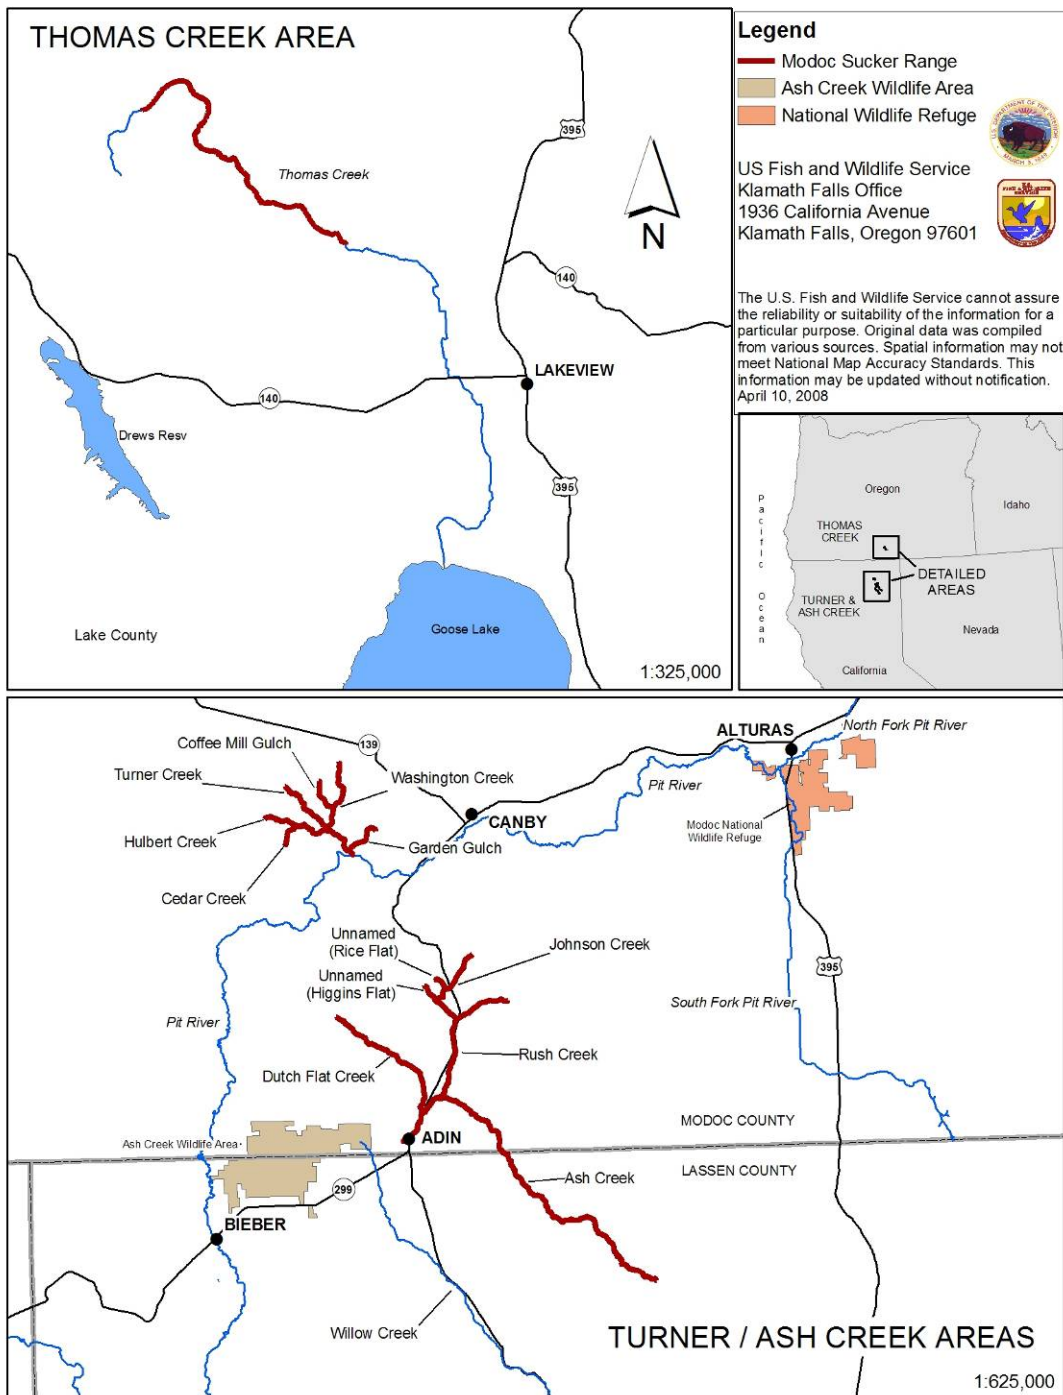 THOMAS CREEK AREA
395
Thomas Creek
N
140
LAKEVIEW
140
Drews Resv
395
Goose Lake
Lake County
1:325,000
Legend
Modoc Sucker Range
Ash Creek Wildlife Area
National Wildlife Refuge
US Fish and Wildlife Service
Klamath Falls Office
1936 California Avenue
Klamath Falls, Oregon 97601
The U.S. Fish and Wildlife Service cannot assure
the reliability or suitability of the information for a
particular purpose. Original data was compiled
from various sources. Spatial information may not
meet National Map Accuracy Standards. This
information may be updated without notification.
April 10, 2008
Oregon
Idaho
Pacific Ocean
THOMAS
CREEK
DETAILED
AREAS
TURNER &
ASH CREEK
Nevada
California
ALTURAS
North Fork Pit River
Coffee Mill Gulch
139
Turner Creek
Washington Creek
Pit River
CANBY
Modoc National
Wildlife Refuge
Hulbert Creek
Garden Gulch
Cedar Creek
Unnamed
(Rice Flat)
Johnson Creek
Unnamed
(Higgins Flat)
395
South Fork Pit River
Pit River
Rush Creek
Dutch Flat Creek
MODOC COUNTY
Ash Creek Wildlife Area
ADIN
LASSEN COUNTY
Ash Creek
299
BIEBER
Willow Creek
TURNER / ASH CREEK AREAS
1:625,000